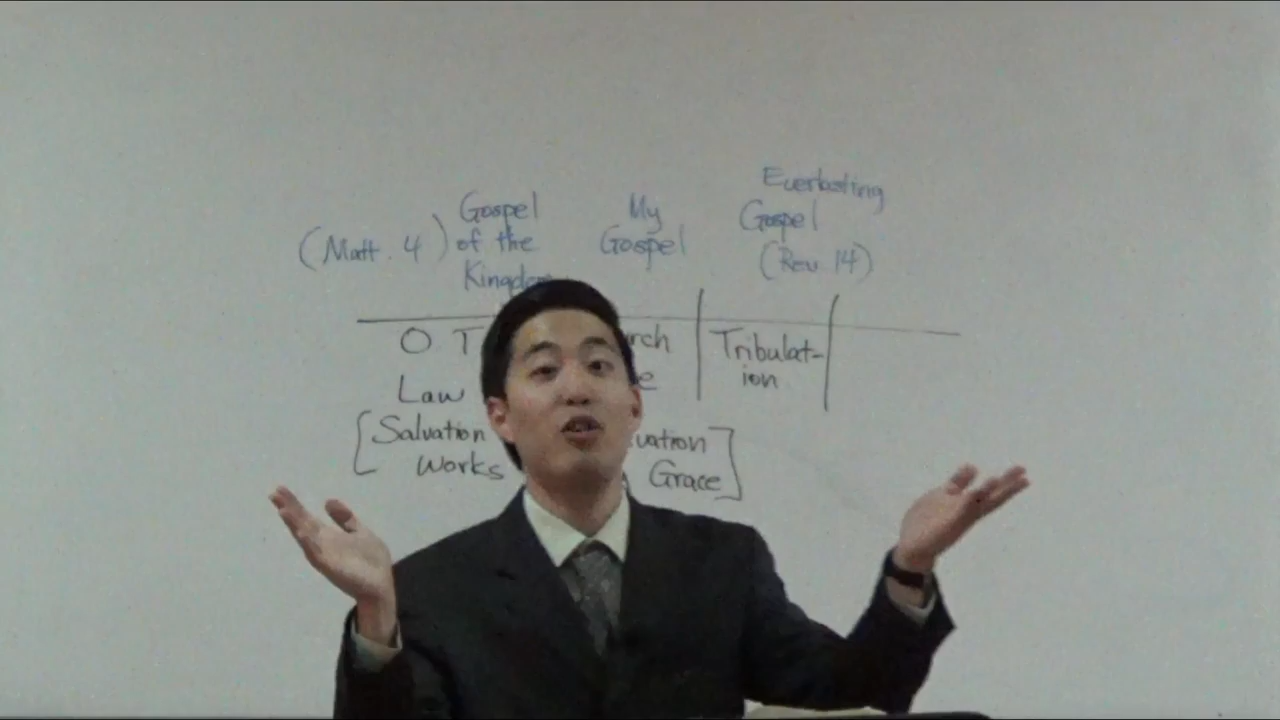 Everlasting
Gospel My Gospel
(Matt. 4) of the Gospel (Rev. 14)
O T Tribulat-
Law ion
[Salvation
Works Grace]